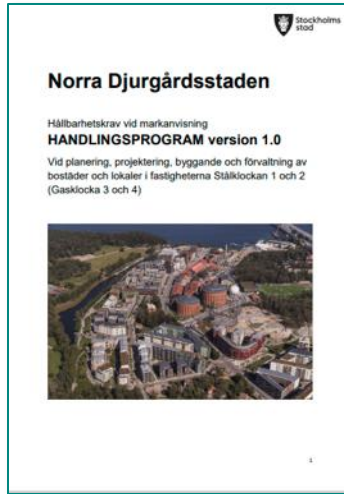 Stockholms
stad
Norra Djurgårdsstaden
Hållbarhetskrav vid markanvisning
HANDLINGSPROGRAM version 1.0
Vid planering, projektering, byggande och förvaltning av
bostäder och lokaler i fastigheterna Stålklockan 1 och 2
(Gasklocka 3 och 4)
1